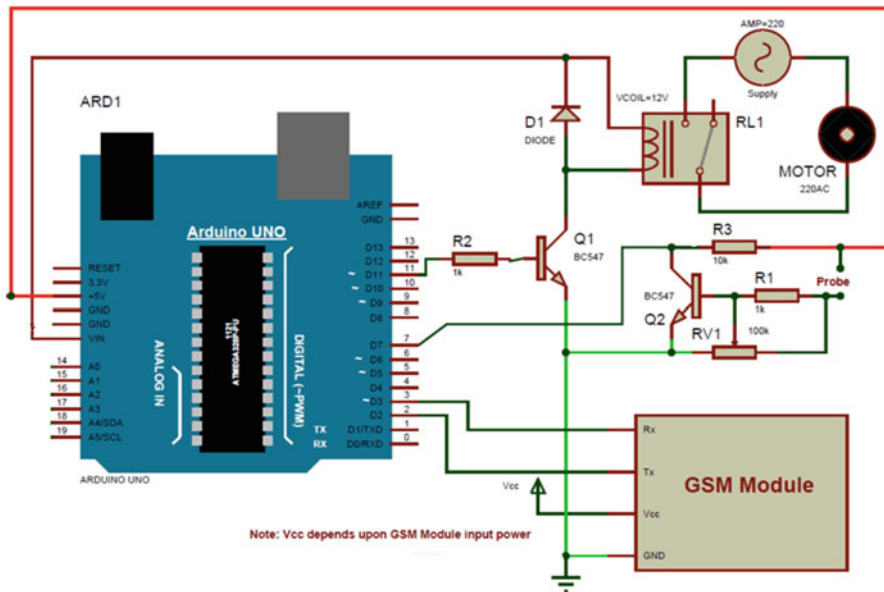 AMP=220
Supply
VCOIL=12V
RL1
ARD1
D1
DIODE
MOTOR
220AC
AREF
GND
Arduino UNO
R2
1k
Q1
BC547
R3
10k
Probe
R1
1k
BC547
Q2
RV1
100k
RESET
3.3V
+5V
GND
GND
VIN
14 A0
15 A1
16 A2
17 A3
18 A4/SDA
19 A5/SCL
ANALOG IN
1121
ATMEGA328P-PU
DIGITAL (~PWM)
D13 13
D12 12
~ D11 11
~ D10 10
~ D9 9
D8 8
D7 7
~ D6 6
~ D5 5
D4 4
~ D3 3
D2 2
TX D1/TXD 1
RX D0/RXD 0
ARDUINO UNO
Rx
Tx
Vcc
GND
GSM Module
Vcc
Note: Vcc depends upon GSM Module input power